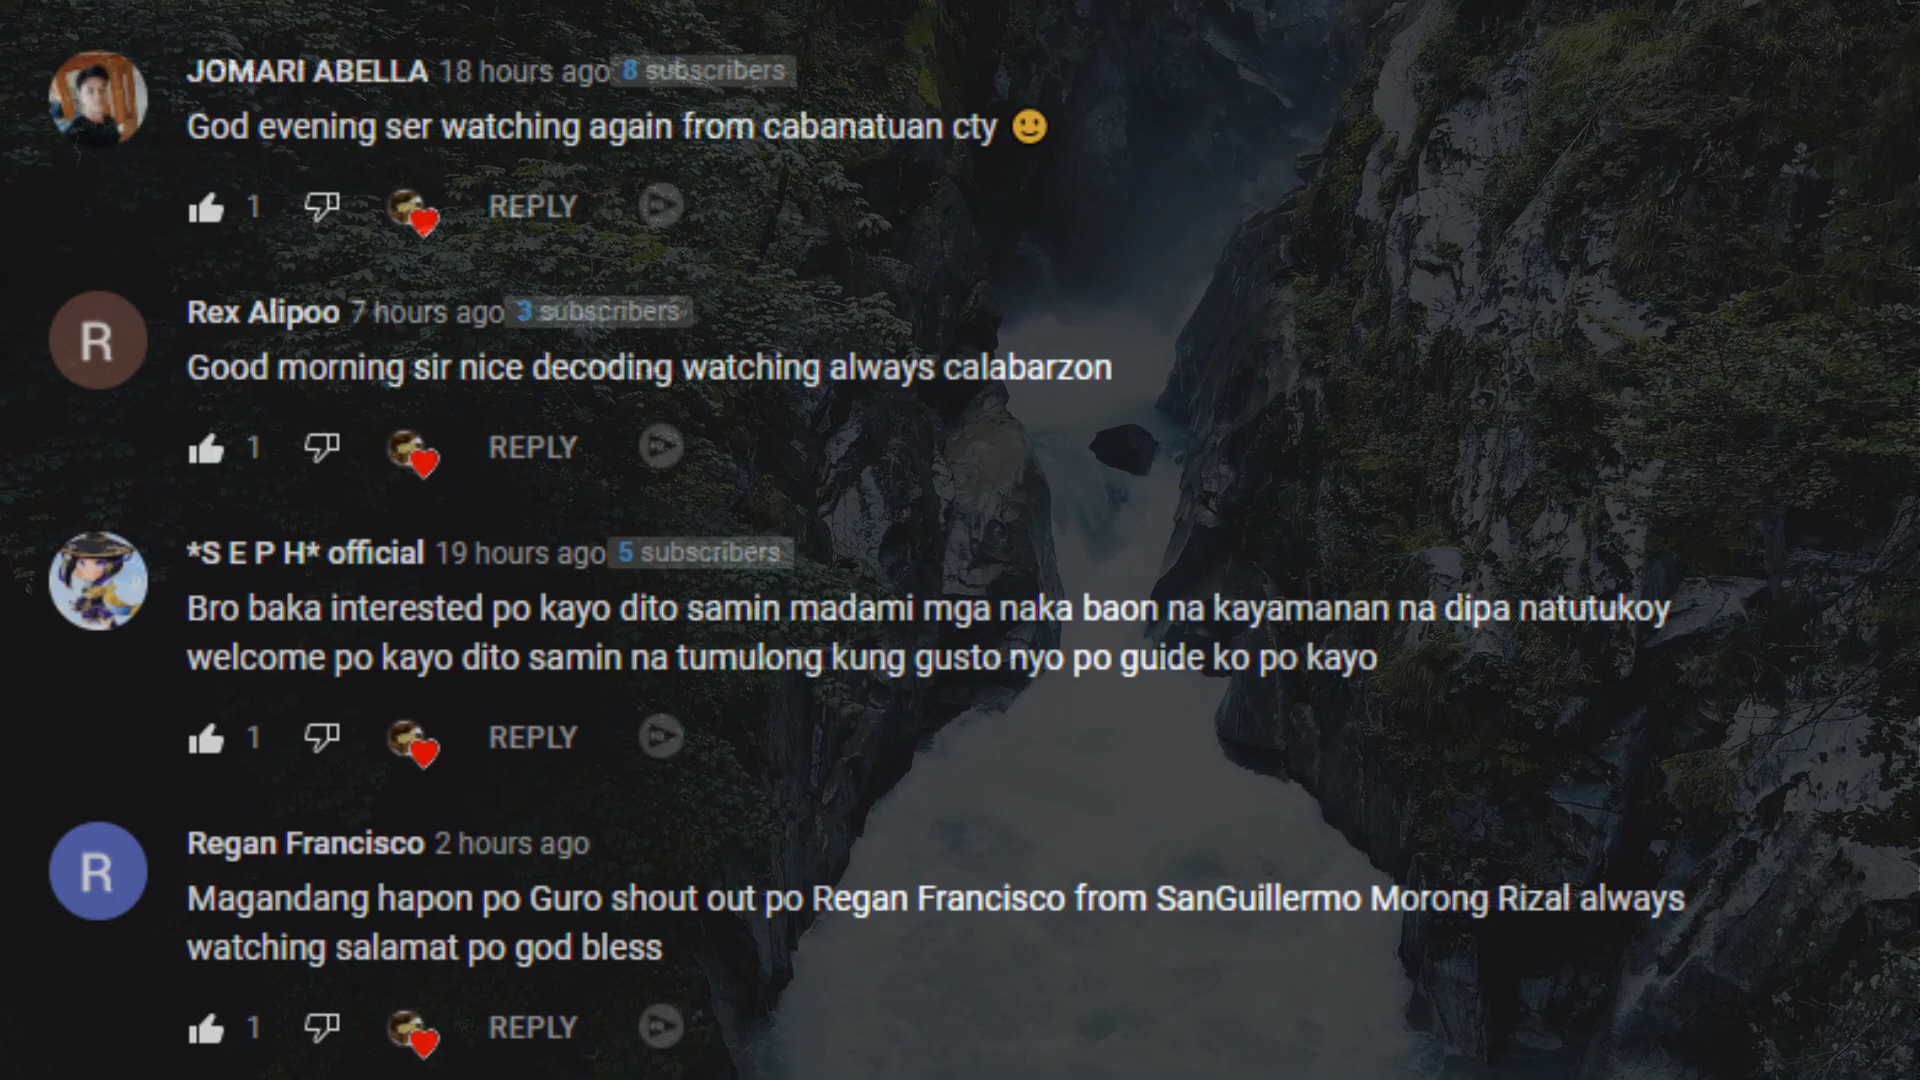 JOMARI ABELLA 18 hours ago 8 subscribers
God evening ser watching again from cabanatuan cty 🙂
1 REPLY
R
Rex Alipoo 7 hours ago 3 subscribers
Good morning sir nice decoding watching always calabarzon
1 REPLY
*S E P H* official 19 hours ago 5 subscribers
Bro baka interested po kayo dito samin madami mga naka baon na kayamanan na dipa natutukoy
welcome po kayo dito samin na tumulong kung gusto nyo po guide ko po kayo
1 REPLY
R
Regan Francisco 2 hours ago
Magandang hapon po Guro shout out po Regan Francisco from SanGuillermo Morong Rizal always
watching salamat po god bless
1 REPLY